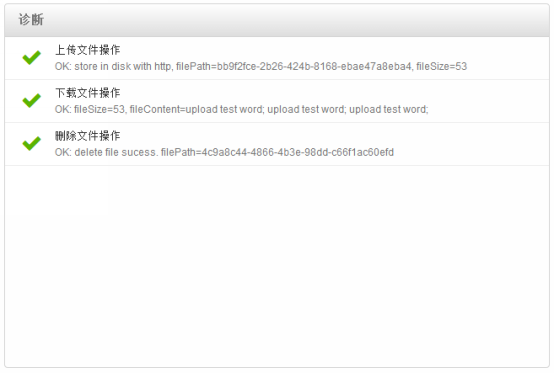 诊断
上传文件操作
OK: store in disk with http, filePath=bb9f2fce-2b26-424b-8168-ebae47a8eba4, fileSize=53
下载文件操作
OK: fileSize=53, fileContent=upload test word; upload test word; upload test word;
删除文件操作
OK: delete file sucess. filePath=4c9a8c44-4866-4b3e-98dd-c66f1ac60efd